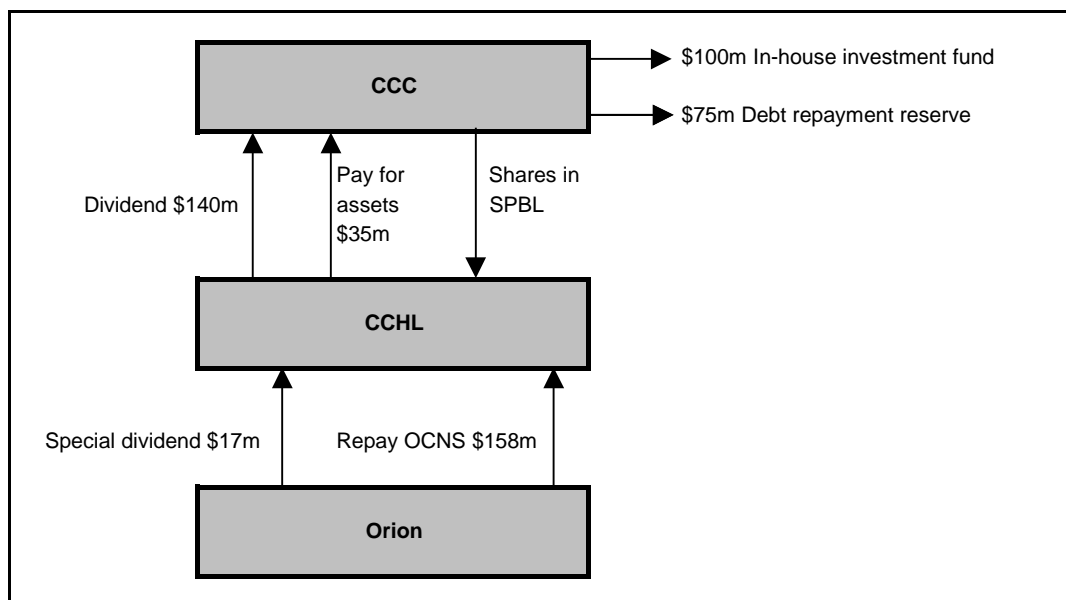 CCC
$100m In-house investment fund
$75m Debt repayment reserve
Dividend $140m
Pay for
assets
$35m
Shares in
SPBL
CCHL
Special dividend $17m
Repay OCNS $158m
Orion